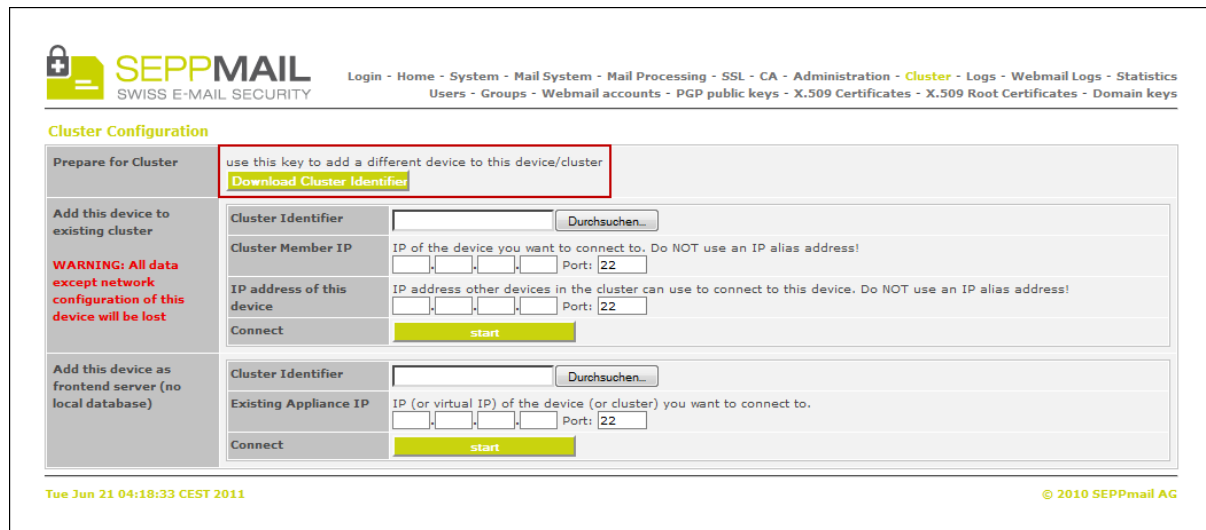 SEPPMAIL
SWISS E-MAIL SECURITY
Login - Home - System - Mail System - Mail Processing - SSL - CA - Administration - Cluster - Logs - Webmail Logs - Statistics
Users - Groups - Webmail accounts - PGP public keys - X.509 Certificates - X.509 Root Certificates - Domain keys
Cluster Configuration
Prepare for Cluster
use this key to add a different device to this device/cluster
Download Cluster Identifier
Add this device to
existing cluster
WARNING: All data
except network
configuration of this
device will be lost
Cluster Identifier
Durchsuchen...
Cluster Member IP
IP of the device you want to connect to. Do NOT use an IP alias address!
. . . Port: 22
IP address of this
device
IP address other devices in the cluster can use to connect to this device. Do NOT use an IP alias address!
. . . Port: 22
Connect
start
Add this device as
frontend server (no
local database)
Cluster Identifier
Durchsuchen...
Existing Appliance IP
IP (or virtual IP) of the device (or cluster) you want to connect to.
. . . Port: 22
Connect
start
Tue Jun 21 04:18:33 CEST 2011
© 2010 SEPPmail AG